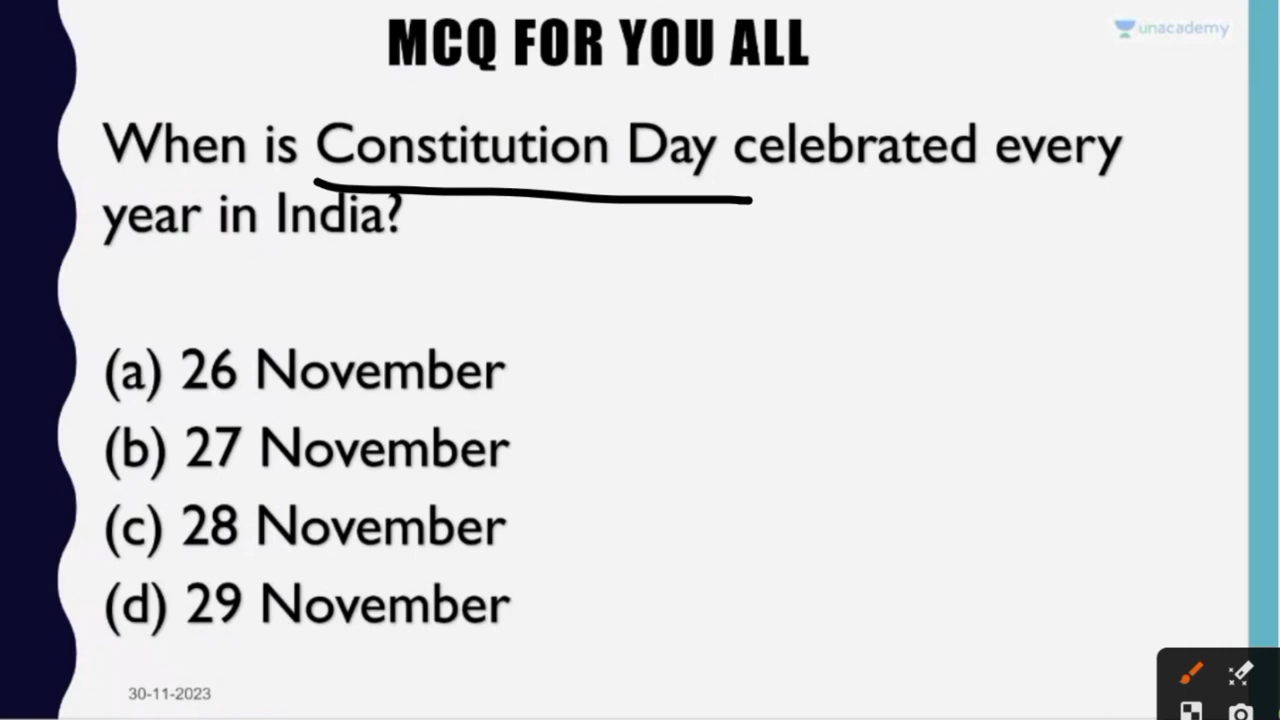 MCQ FOR YOU ALL
unacademy
When is Constitution Day celebrated every
year in India?
(a) 26 November
(b) 27 November
(c) 28 November
(d) 29 November
30-11-2023